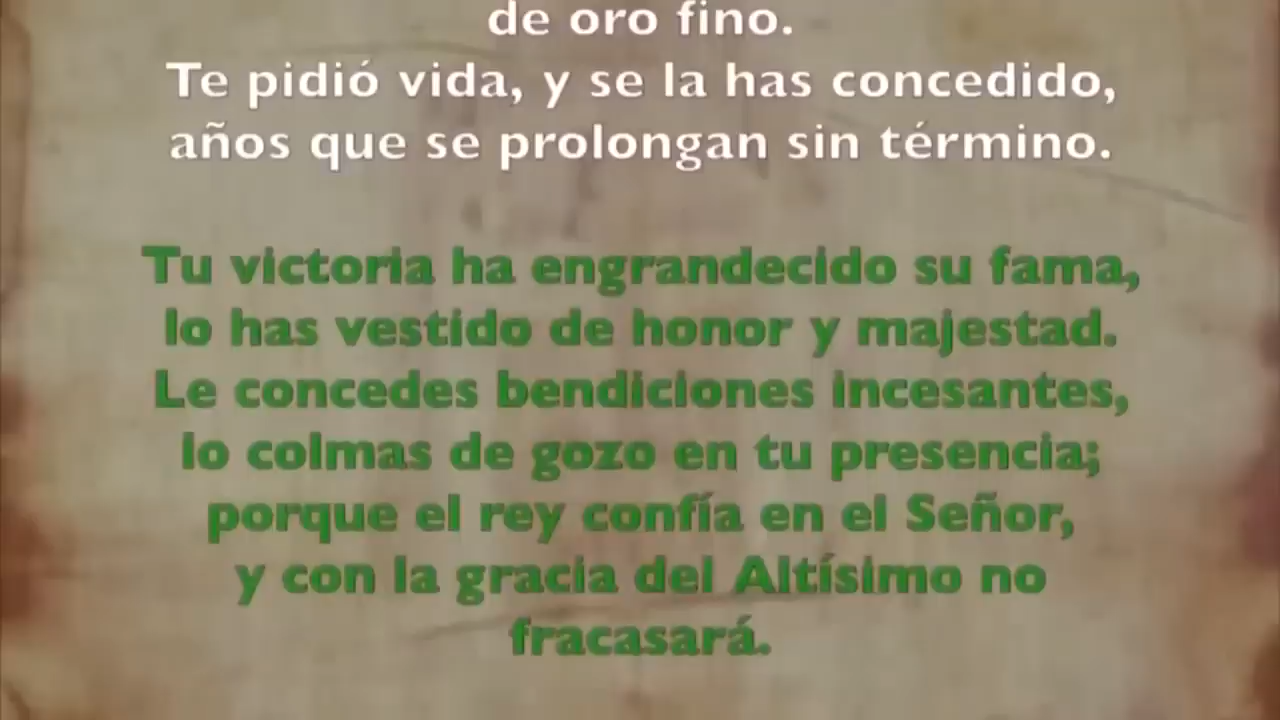 de oro fino.
Te pidió vida, y se la has concedido,
años que se prolongan sin término.
Tu victoria ha engrandecido su fama,
lo has vestido de honor y majestad.
Le concedes bendiciones incesantes,
lo colmas de gozo en tu presencia;
porque el rey confía en el Señor,
y con la gracia del Altísimo no
fracasará.